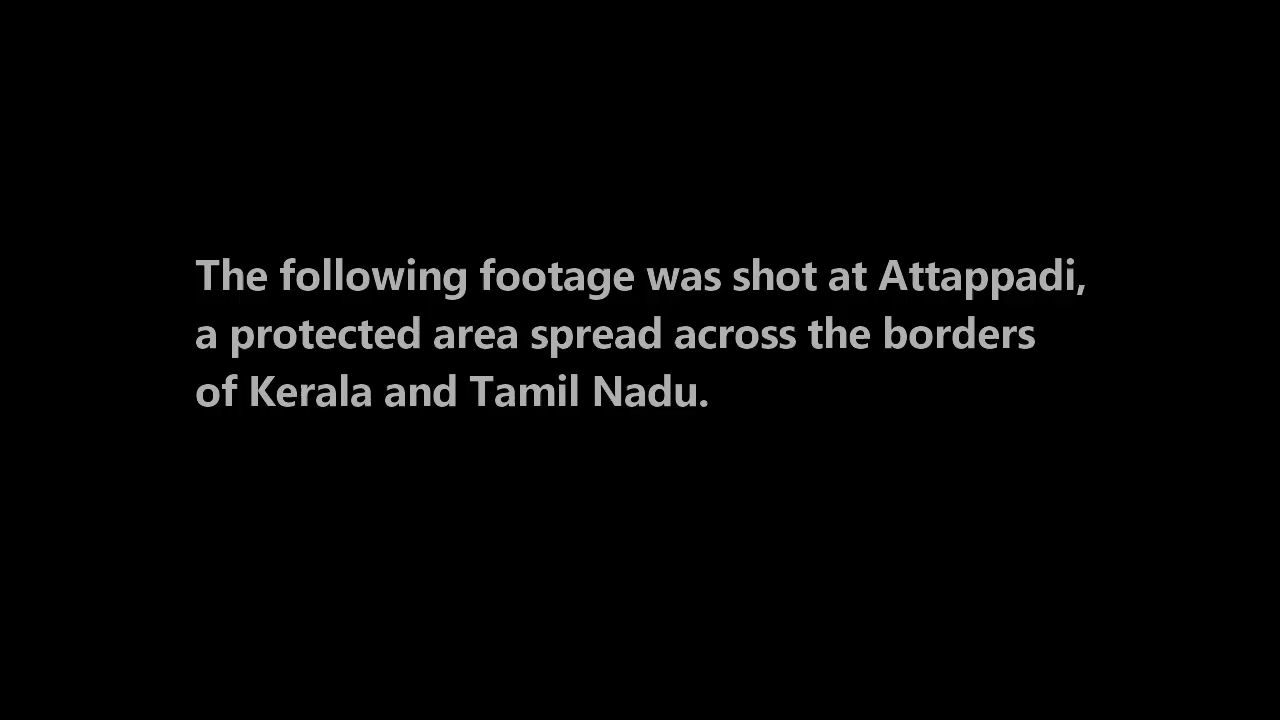 The following footage was shot at Attappadi,
a protected area spread across the borders
of Kerala and Tamil Nadu.